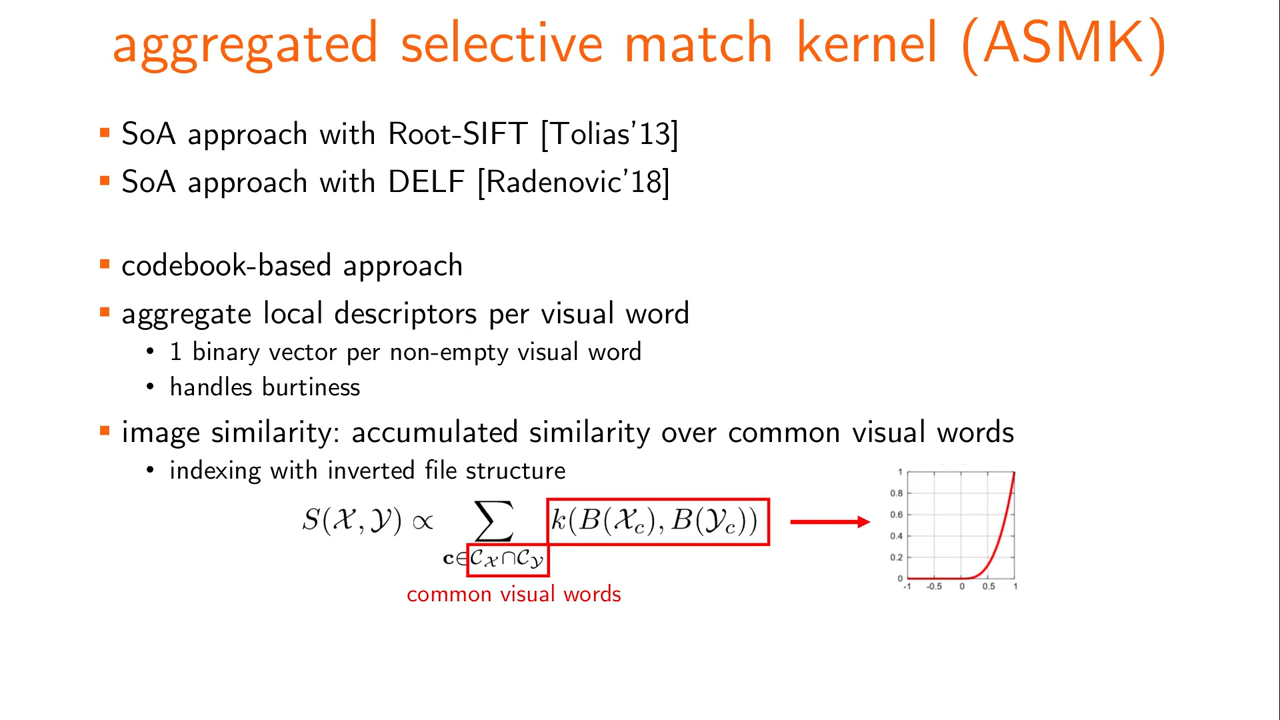 aggregated selective match kernel (ASMK)
SoA approach with Root-SIFT [Tolias'13]
SoA approach with DELF [Radenovic'18]
codebook-based approach
aggregate local descriptors per visual word
• 1 binary vector per non-empty visual word
• handles burtiness
image similarity: accumulated similarity over common visual words
• indexing with inverted file structure
S(𝒳, 𝒴) ∝ ∑ k(B(𝒳_c), B(𝒴_c))
c∈𝒞_𝒳∩𝒞_𝒴
common visual words
1
0.8
0.6
0.4
0.2
0
-1 -0.5 0 0.5 1